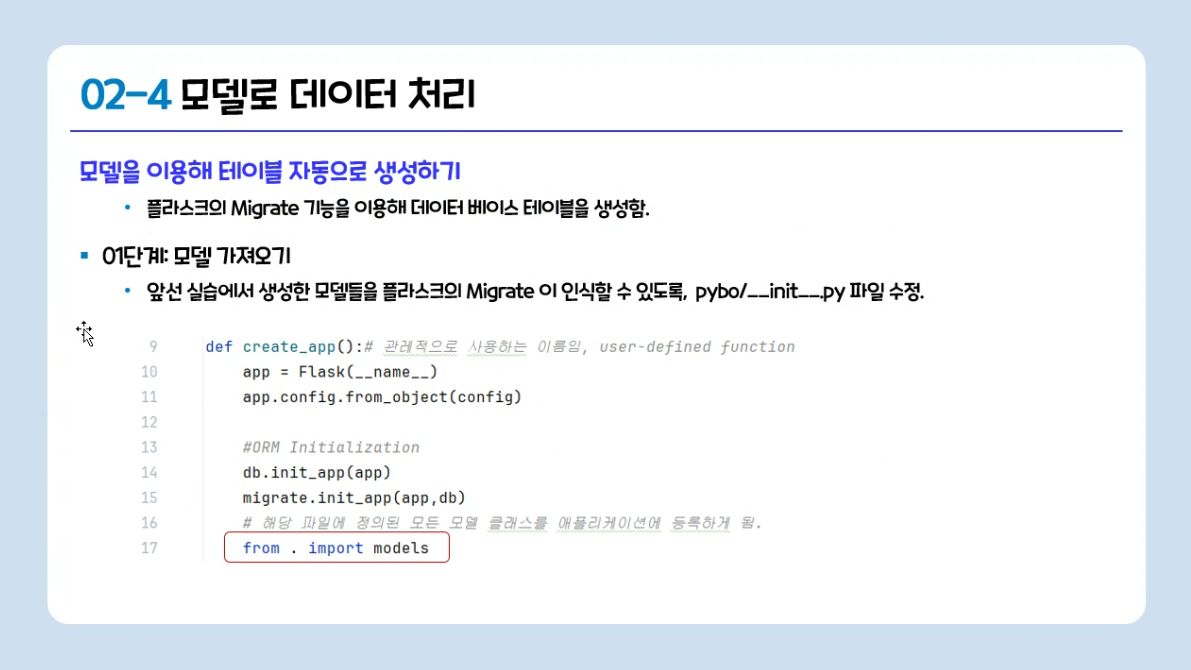 02-4 모델로 데이터 처리
모델을 이용해 테이블 자동으로 생성하기
• 플라스크의 Migrate 기능을 이용해 데이터 베이스 테이블을 생성함.
▪ 01단계: 모델 가져오기
• 앞선 실습에서 생성한 모델들을 플라스크의 Migrate 이 인식할 수 있도록, pybo/__init__.py 파일 수정.
9 def create_app():# 관례적으로 사용하는 이름임, user-defined function
10 app = Flask(__name__)
11 app.config.from_object(config)
12
13 #ORM Initialization
14 db.init_app(app)
15 migrate.init_app(app,db)
16 # 해당 파일에 정의된 모든 모델 클래스를 애플리케이션에 등록하게 됨.
17 from . import models